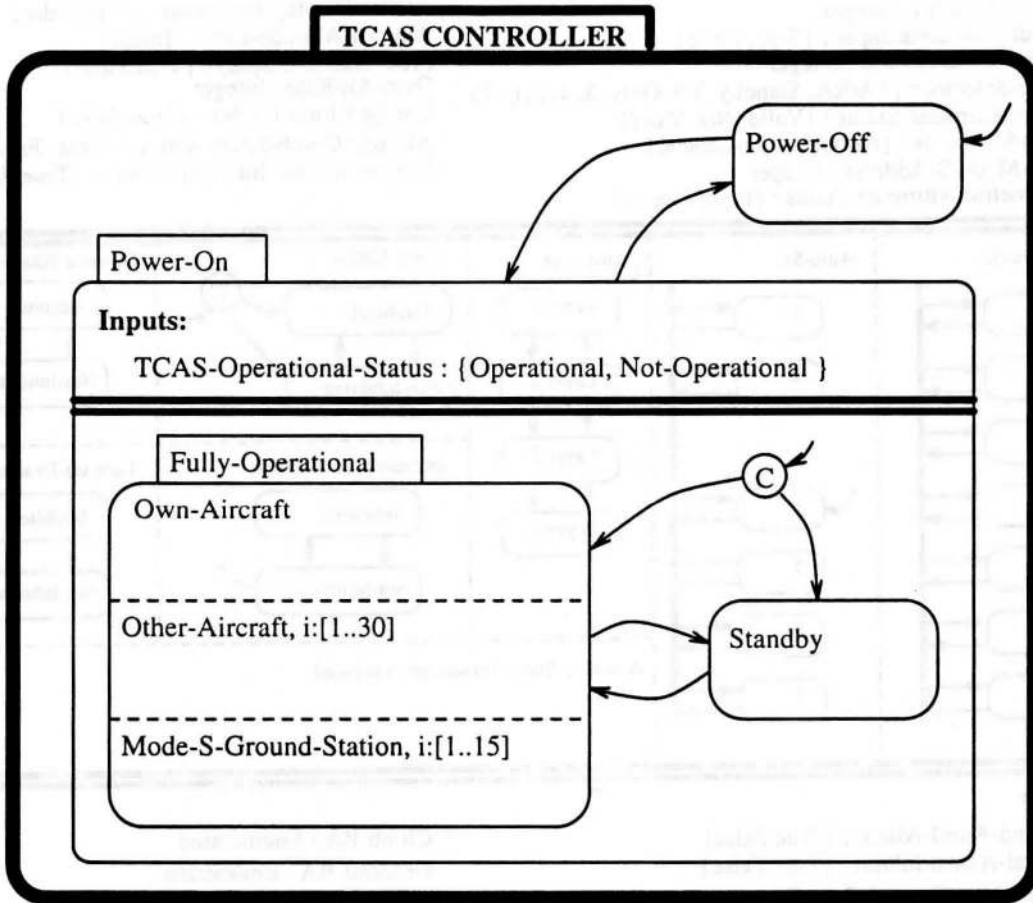 TCAS CONTROLLER
Power-Off
Power-On
Inputs:
TCAS-Operational-Status : {Operational, Not-Operational }
Fully-Operational
C
Own-Aircraft
Other-Aircraft, i:[1..30]
Standby
Mode-S-Ground-Station, i:[1..15]